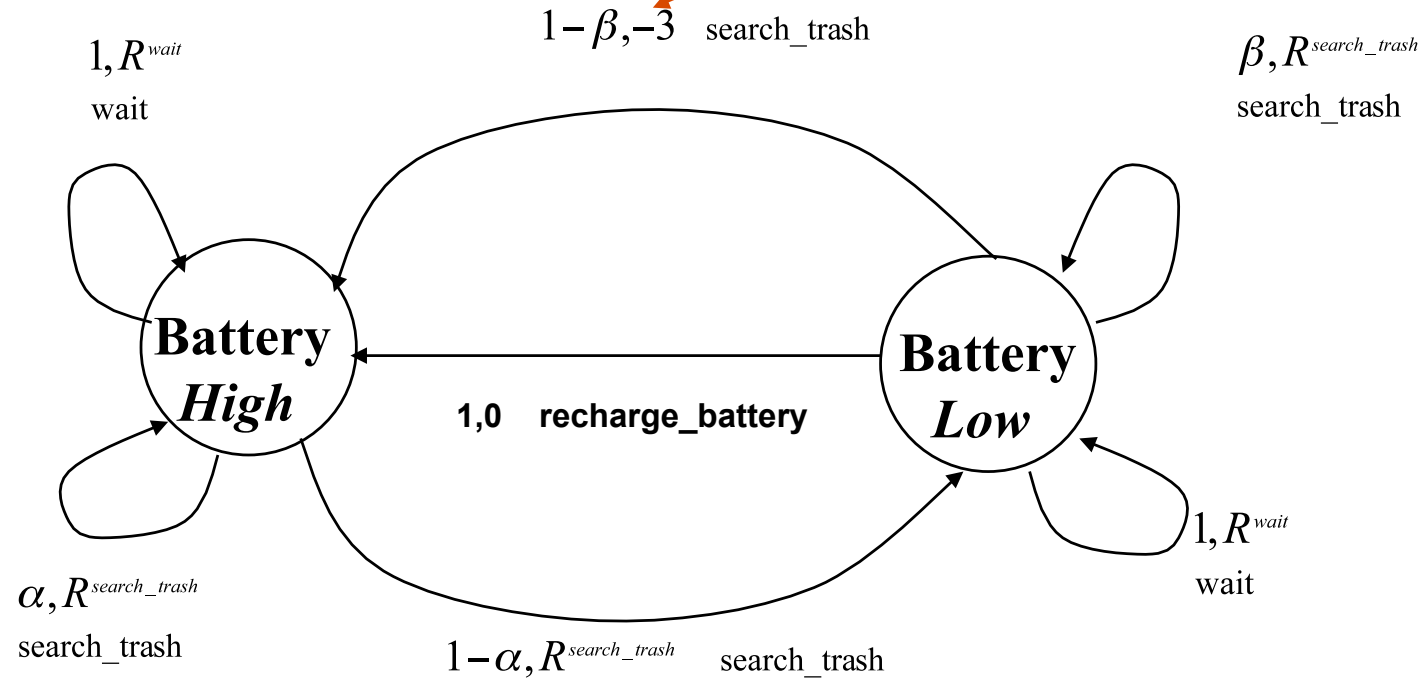 1−β,−3 search_trash
1, R^wait
wait
β, R^search_trash
search_trash
Battery
High
Battery
Low
1,0 recharge_battery
1, R^wait
wait
α, R^search_trash
search_trash
1−α, R^search_trash search_trash